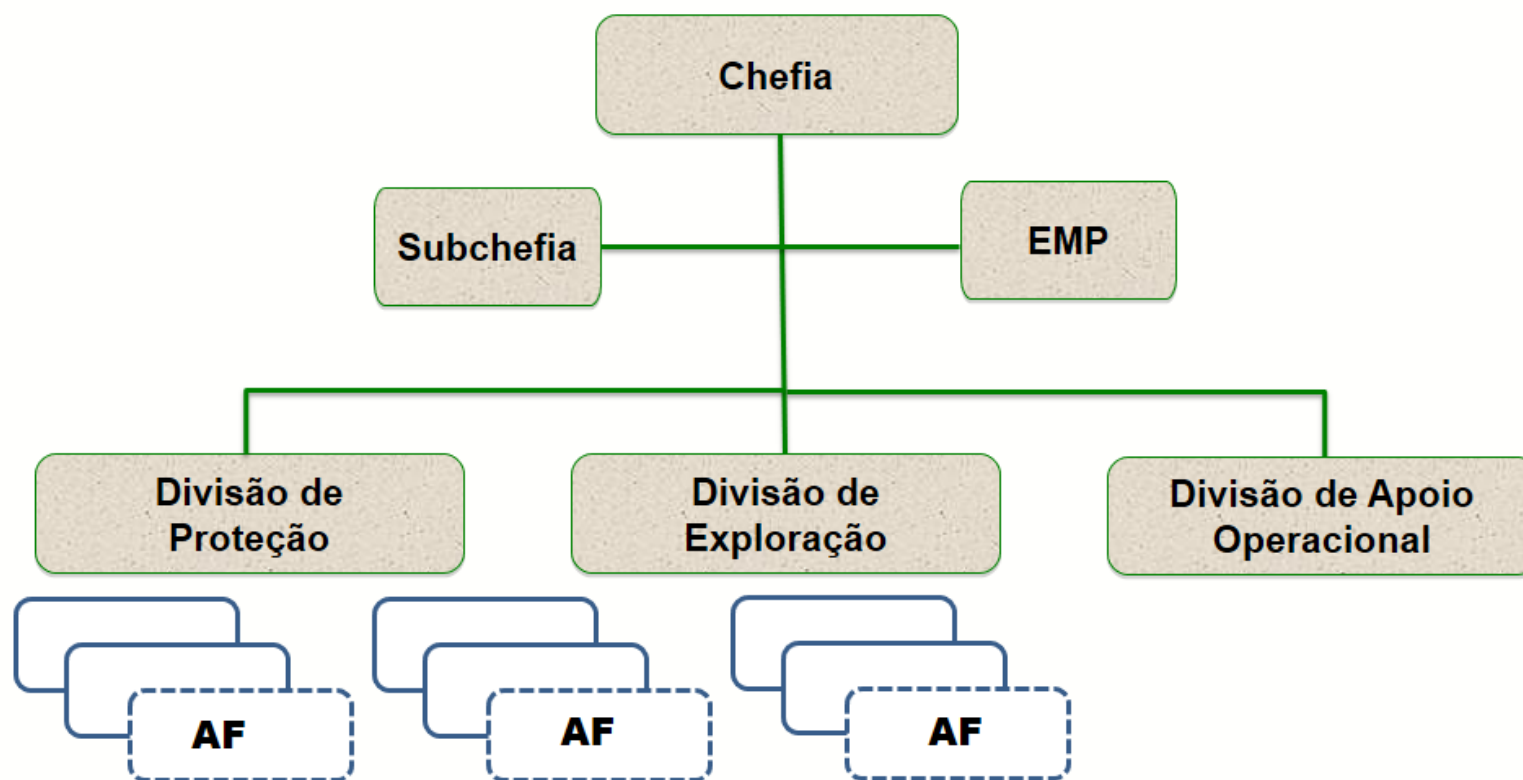 Chefia
Subchefia
EMP
Divisão de
Proteção
Divisão de
Exploração
Divisão de Apoio
Operacional
AF
AF
AF